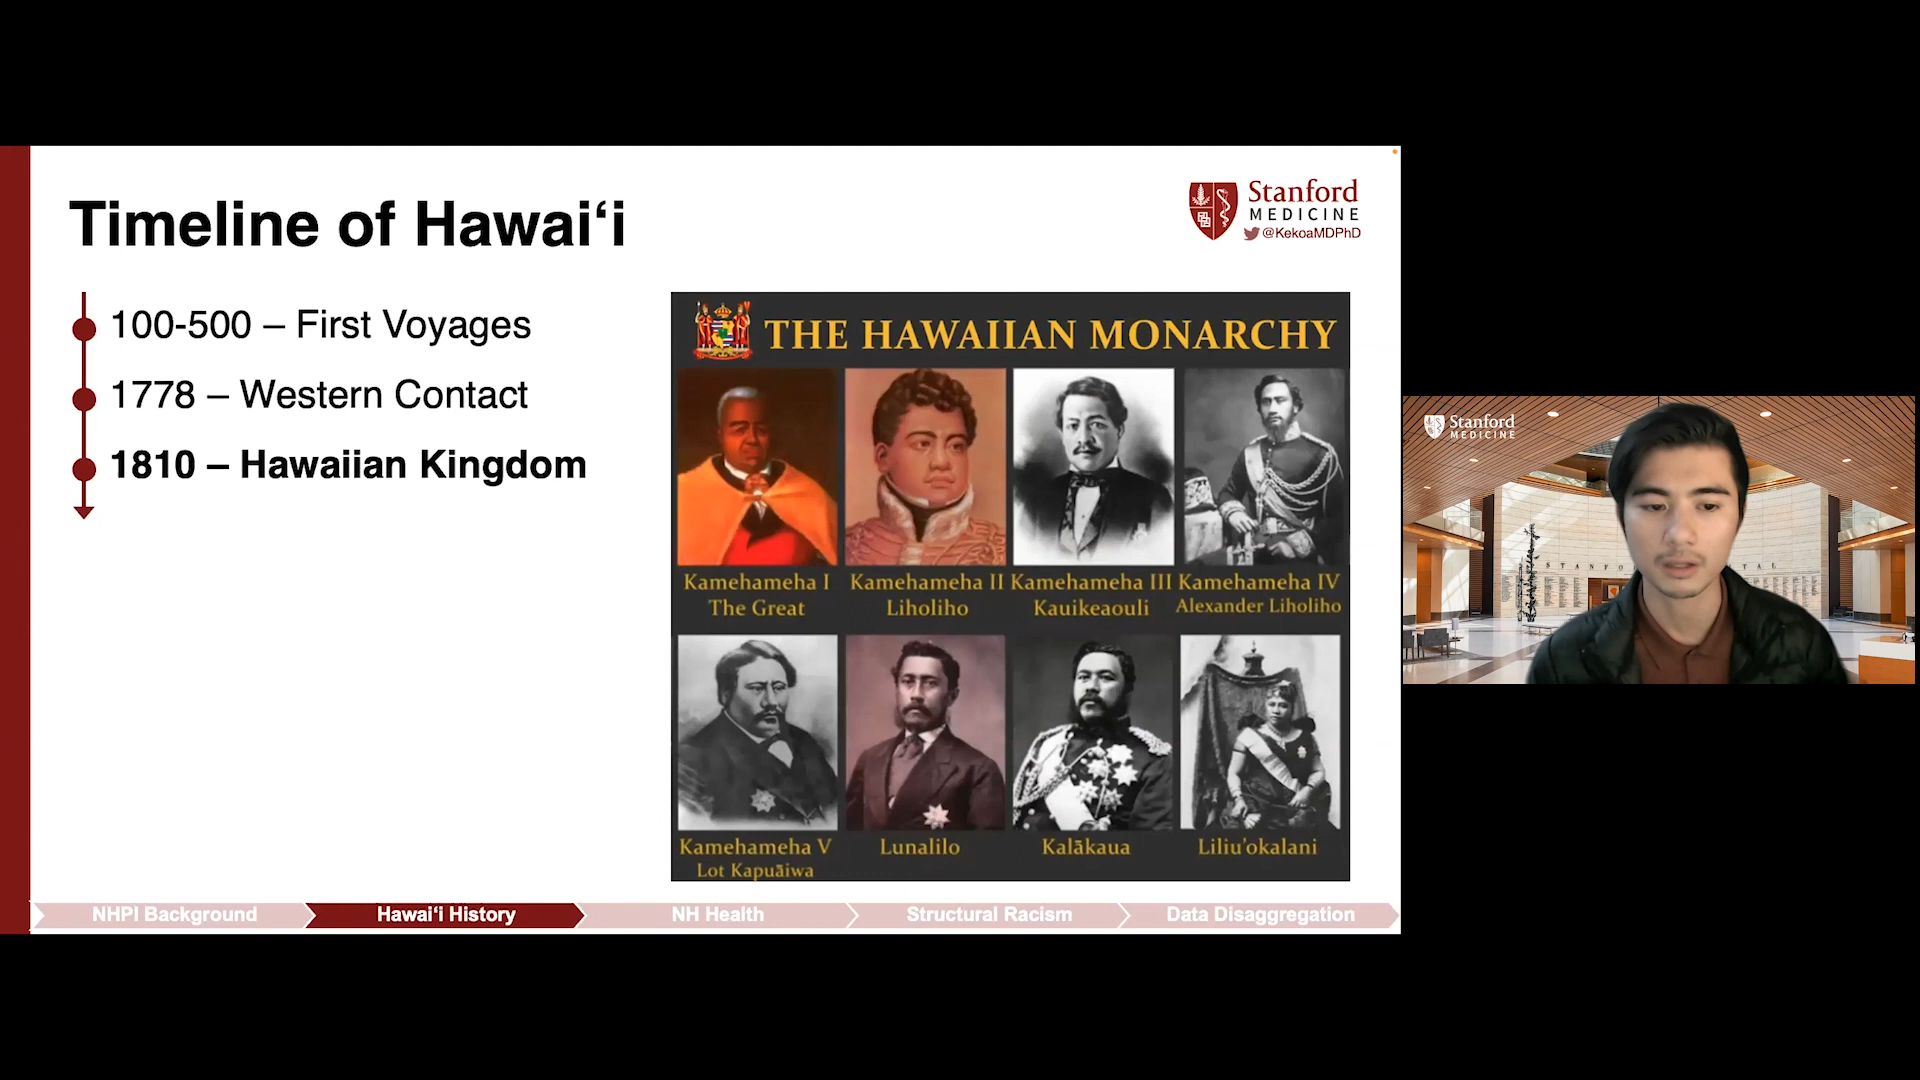 Timeline of Hawai‘i
Stanford
MEDICINE
@KekoaMDPhD
100-500 – First Voyages
1778 – Western Contact
1810 – Hawaiian Kingdom
THE HAWAIIAN MONARCHY
Kamehameha I
The Great
Kamehameha II
Liholiho
Kamehameha III
Kauikeaouli
Kamehameha IV
Alexander Liholiho
Kamehameha V
Lot Kapuāiwa
Lunalilo
Kalākaua
Liliu'okalani
NHPI Background
Hawai‘i History
NH Health
Structural Racism
Data Disaggregation
Stanford
MEDICINE